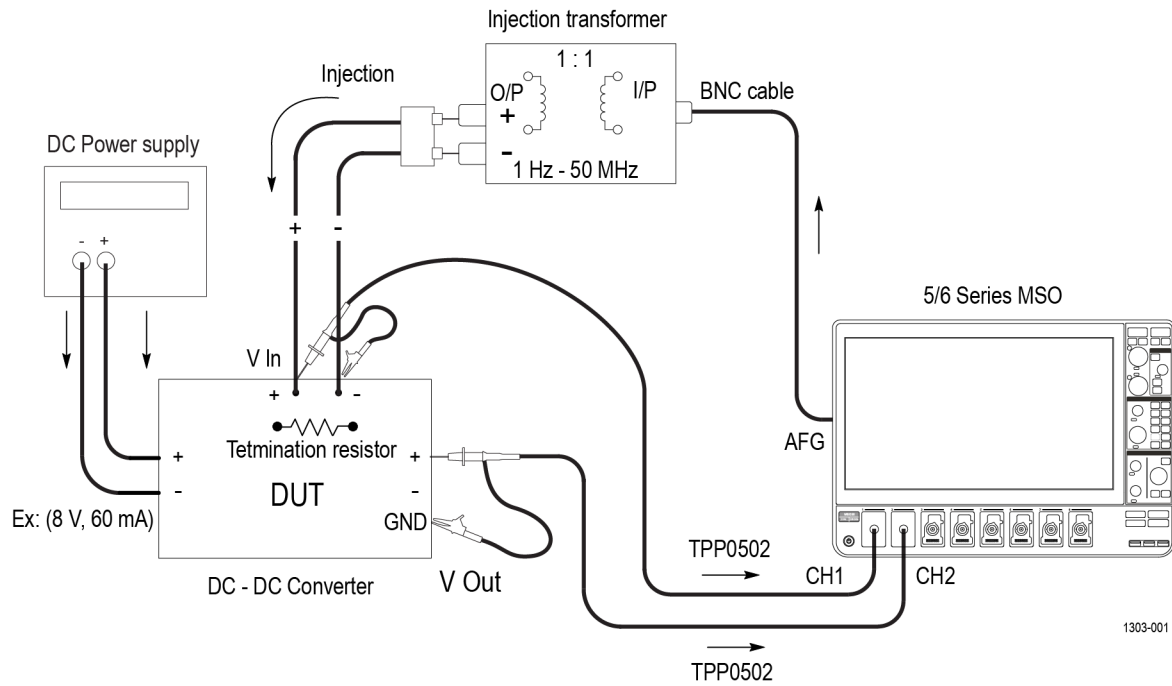 Injection transformer
1 : 1
O/P
I/P
+
-
1 Hz - 50 MHz
BNC cable
Injection
DC Power supply
- +
+ -
5/6 Series MSO
V In
+ -
Tetmination resistor
DUT
+
-
+
-
GND
Ex: (8 V, 60 mA)
DC - DC Converter
V Out
AFG
TPP0502
CH1
CH2
TPP0502
1303-001